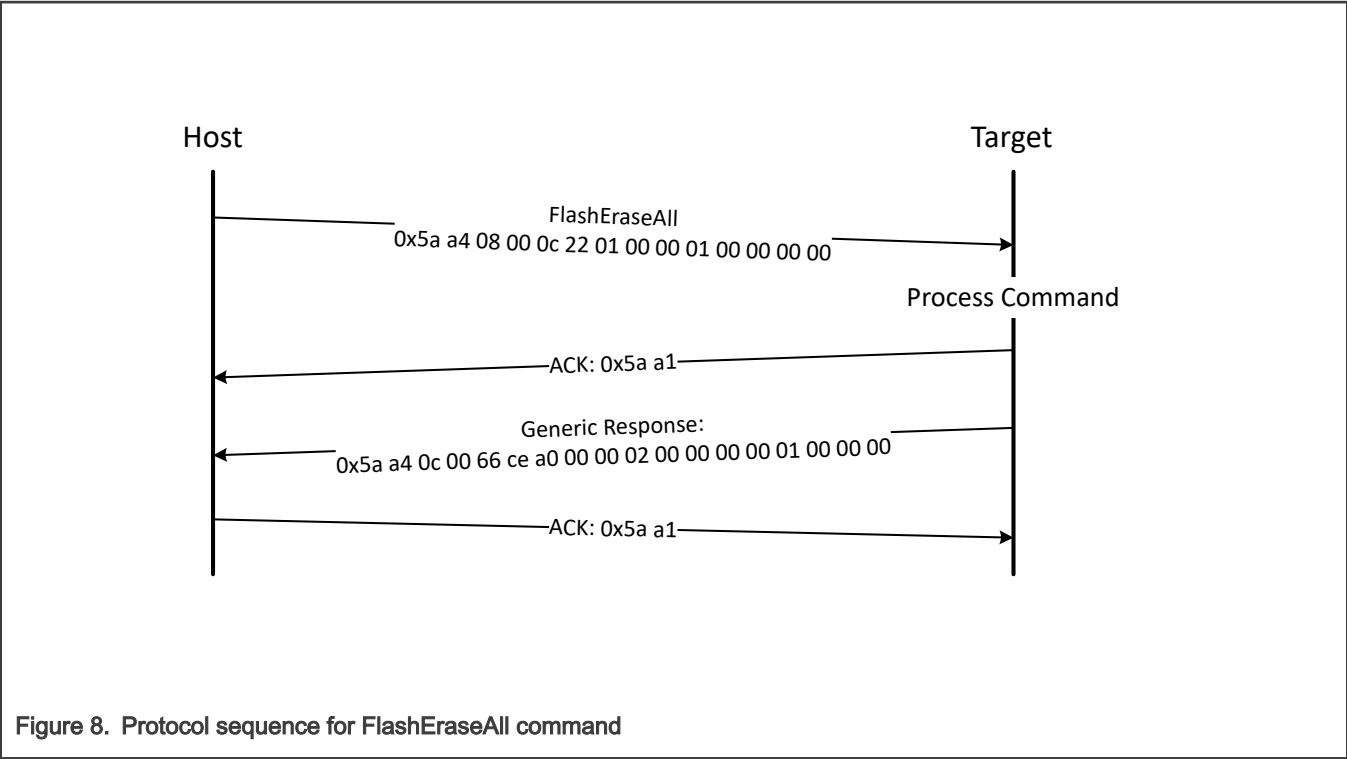 Host
Target
FlashEraseAll
0x5a a4 08 00 0c 22 01 00 00 01 00 00 00 00
Process Command
ACK: 0x5a a1
Generic Response:
0x5a a4 0c 00 66 ce a0 00 00 02 00 00 00 00 01 00 00 00
ACK: 0x5a a1
Figure 8. Protocol sequence for FlashEraseAll command